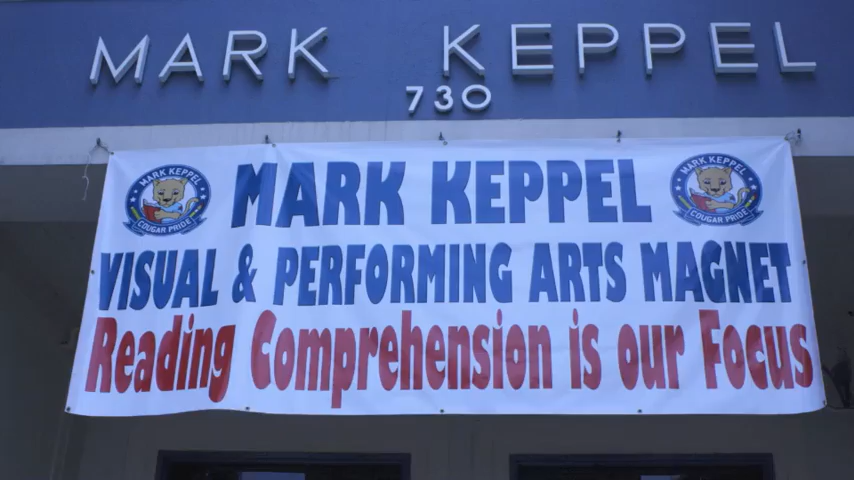 MARK KEPPEL
730
MARK KEPPEL
COUGAR PRIDE
MARK KEPPEL
MARK KEPPEL
COUGAR PRIDE
VISUAL & PERFORMING ARTS MAGNET
Reading Comprehension is our Focus